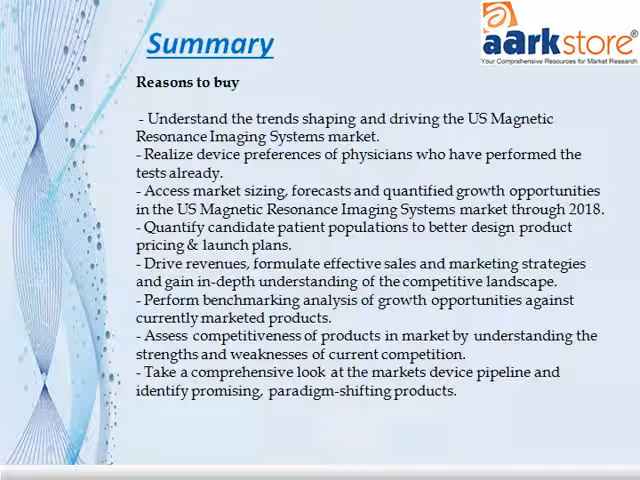 Summary
aarkstore®
Your Comprehensive Resources for Market Research
Reasons to buy
- Understand the trends shaping and driving the US Magnetic
Resonance Imaging Systems market.
- Realize device preferences of physicians who have performed the
tests already.
- Access market sizing, forecasts and quantified growth opportunities
in the US Magnetic Resonance Imaging Systems market through 2018.
- Quantify candidate patient populations to better design product
pricing & launch plans.
- Drive revenues, formulate effective sales and marketing strategies
and gain in-depth understanding of the competitive landscape.
- Perform benchmarking analysis of growth opportunities against
currently marketed products.
- Assess competitiveness of products in market by understanding the
strengths and weaknesses of current competition.
- Take a comprehensive look at the markets device pipeline and
identify promising, paradigm-shifting products.